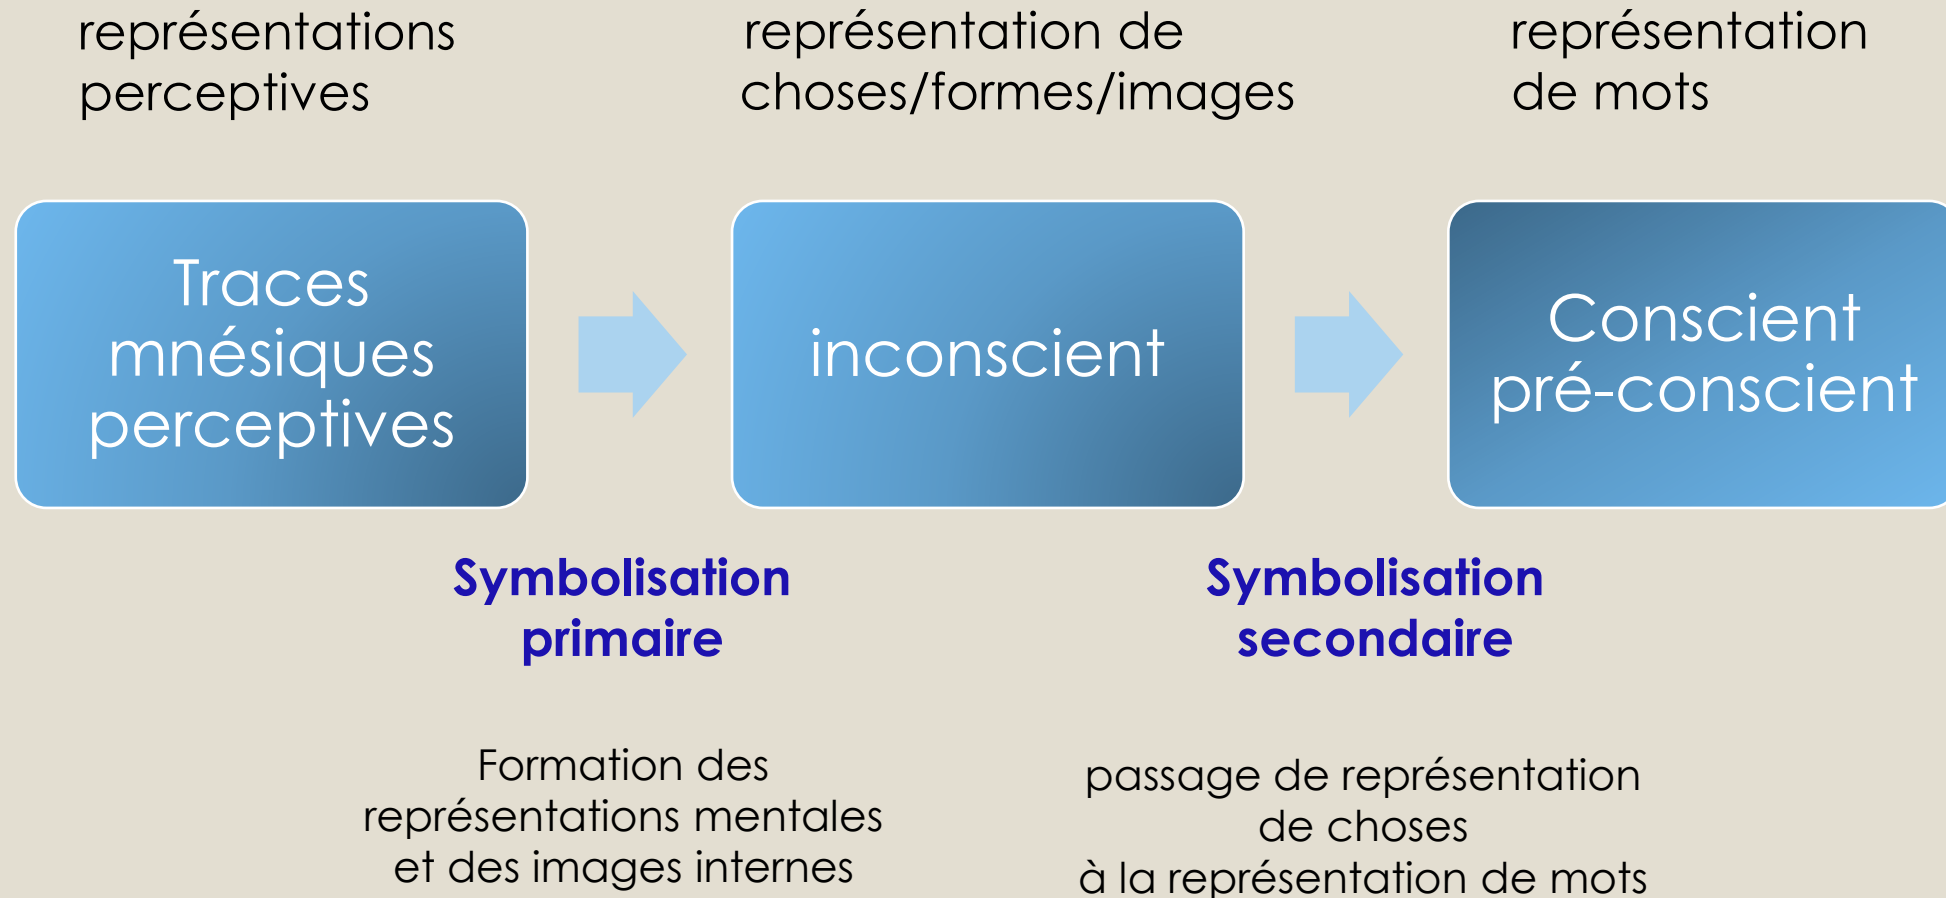 représentations
perceptives
représentation de
choses/formes/images
représentation
de mots
Traces
mnésiques
perceptives
inconscient
Conscient
pré-conscient
Symbolisation
primaire
Symbolisation
secondaire
Formation des
représentations mentales
et des images internes
passage de représentation
de choses
à la représentation de mots